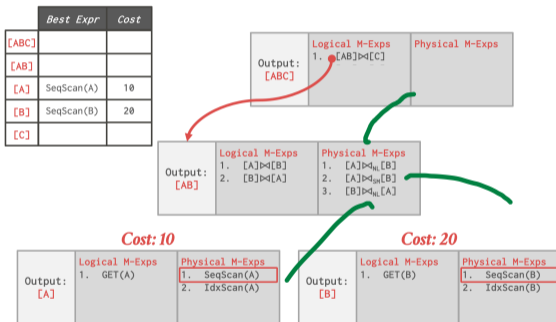 Best Expr Cost
[ABC]
[AB]
[A] SeqScan(A) 10
[B] SeqScan(B) 20
[C]
Output:
[ABC]
Logical M-Exps
1. [AB]⋈[C]
Physical M-Exps
Output:
[AB]
Logical M-Exps
1. [A]⋈[B]
2. [B]⋈[A]
Physical M-Exps
1. [A]⋈NL[B]
2. [A]⋈SM[B]
3. [B]⋈NL[A]
Cost: 10
Output:
[A]
Logical M-Exps
1. GET(A)
Physical M-Exps
1. SeqScan(A)
2. IdxScan(A)
Cost: 20
Output:
[B]
Logical M-Exps
1. GET(B)
Physical M-Exps
1. SeqScan(B)
2. IdxScan(B)